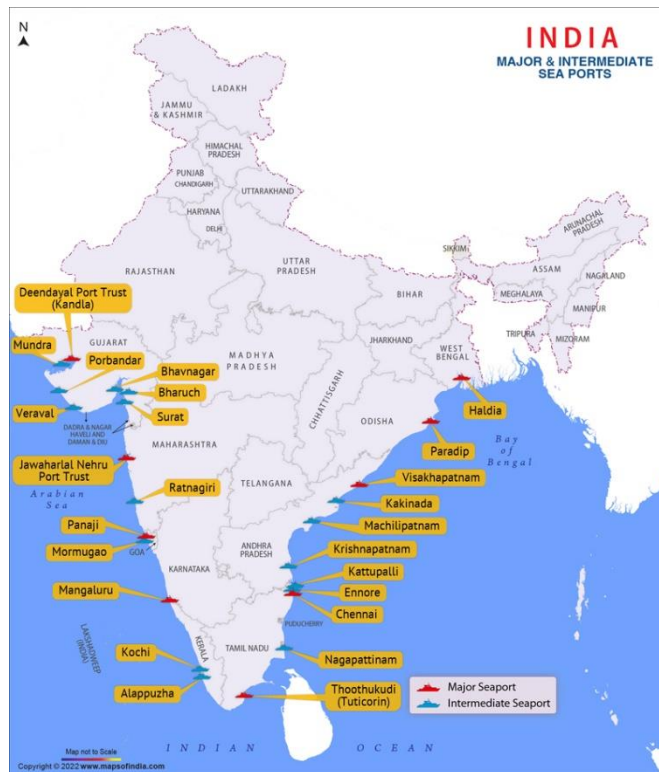 N
INDIA
MAJOR & INTERMEDIATE
SEA PORTS
LADAKH
JAMMU
& KASHMIR
HIMACHAL
PRADESH
PUNJAB
CHANDIGARH
UTTARAKHAND
HARYANA
DELHI
ARUNACHAL
PRADESH
SIKKIM
UTTAR
PRADESH
RAJASTHAN
ASSAM
NAGALAND
BIHAR
MEGHALAYA
MANIPUR
Deendayal Port Trust
(Kandla)
TRIPURA
MIZORAM
JHARKHAND
WEST
BENGAL
Mundra
GUJARAT
Porbandar
MADHYA
PRADESH
Bhavnagar
CHHATTISGARH
Bharuch
Haldia
Veraval
Surat
ODISHA
DADRA & NAGAR
HAVELI AND
DAMAN & DIU
Paradip
Bay
of
Bengal
MAHARASHTRA
Jawaharlal Nehru
Port Trust
Visakhapatnam
TELANGANA
Arabian
Sea
Ratnagiri
Kakinada
Machilipatnam
Panaji
Mormugao
GOA
ANDHRA
PRADESH
Krishnapatnam
KARNATAKA
Kattupalli
Mangaluru
Ennore
Chennai
PUDUCHERRY
LAKSHADWEEP
(INDIA)
Kochi
KERALA
TAMIL NADU
Nagapattinam
Alappuzha
Thoothukudi
(Tuticorin)
Major Seaport
Intermediate Seaport
INDIAN OCEAN
Map not to Scale
Copyright © 2022 www.mapsofindia.com